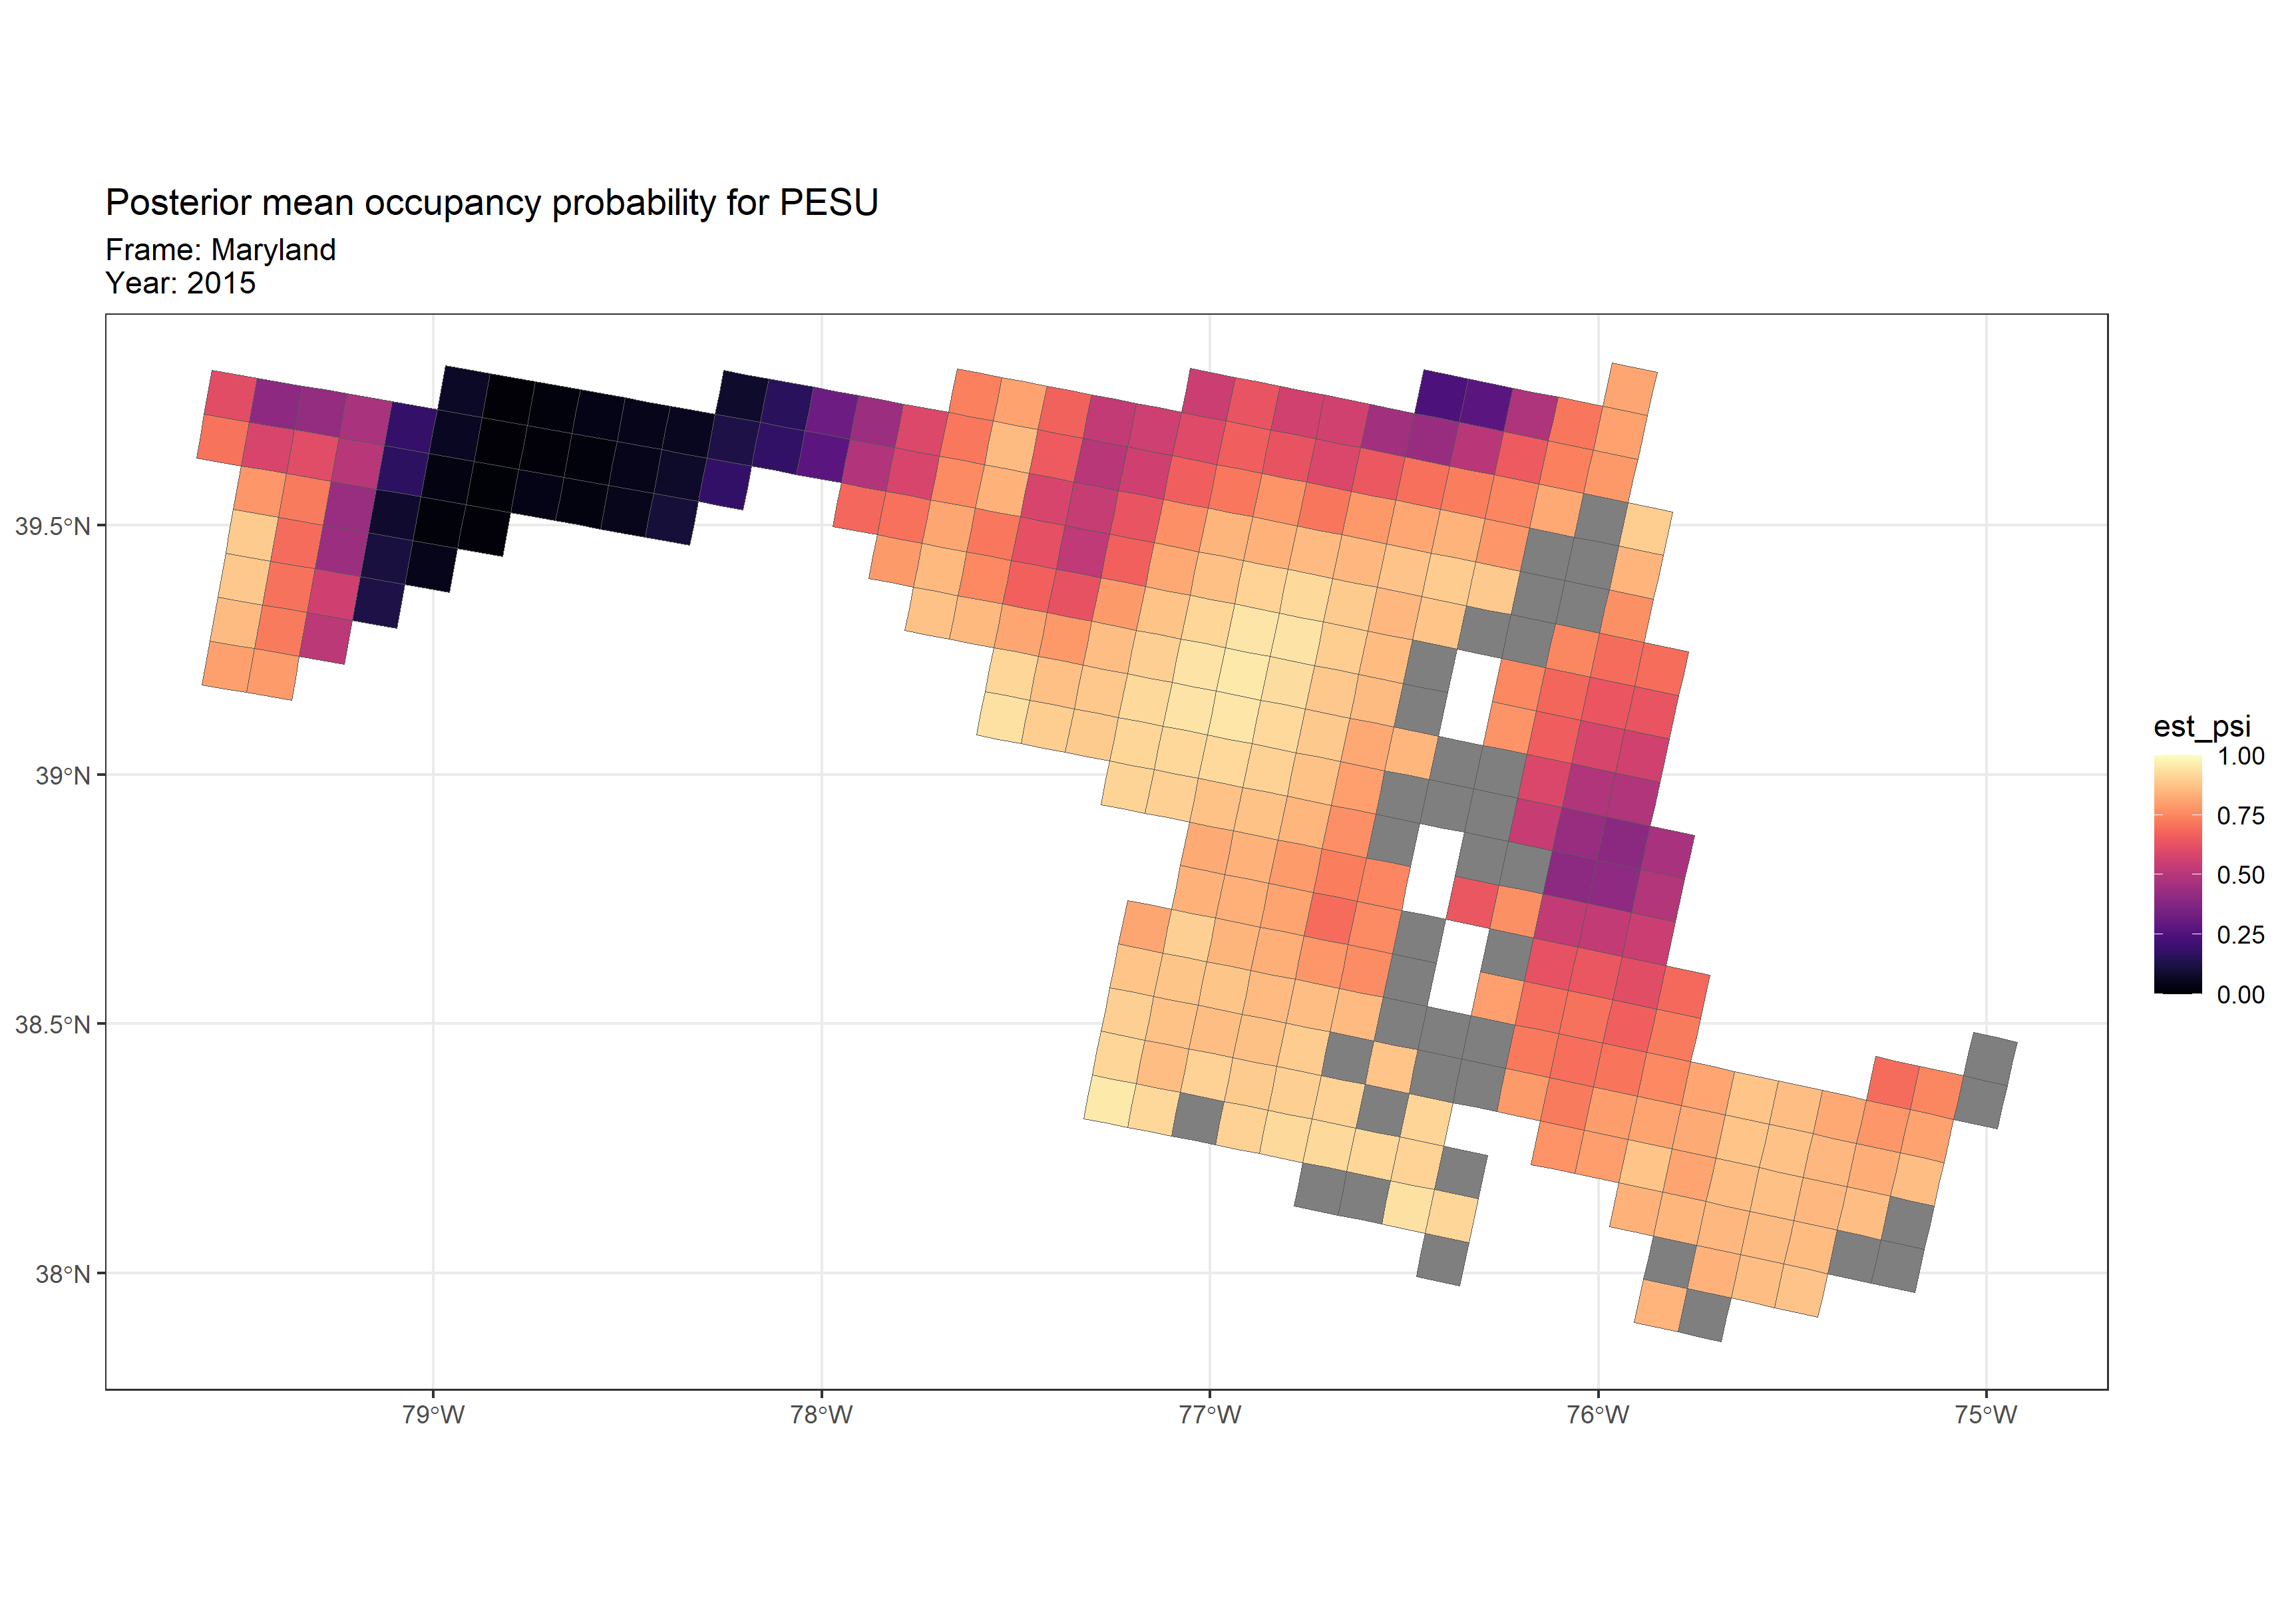 Posterior mean occupancy probability for PESU
Frame: Maryland
Year: 2015
39.5°N
39°N
38.5°N
38°N
79°W
78°W
77°W
76°W
75°W
est_psi
1.00
0.75
0.50
0.25
0.00